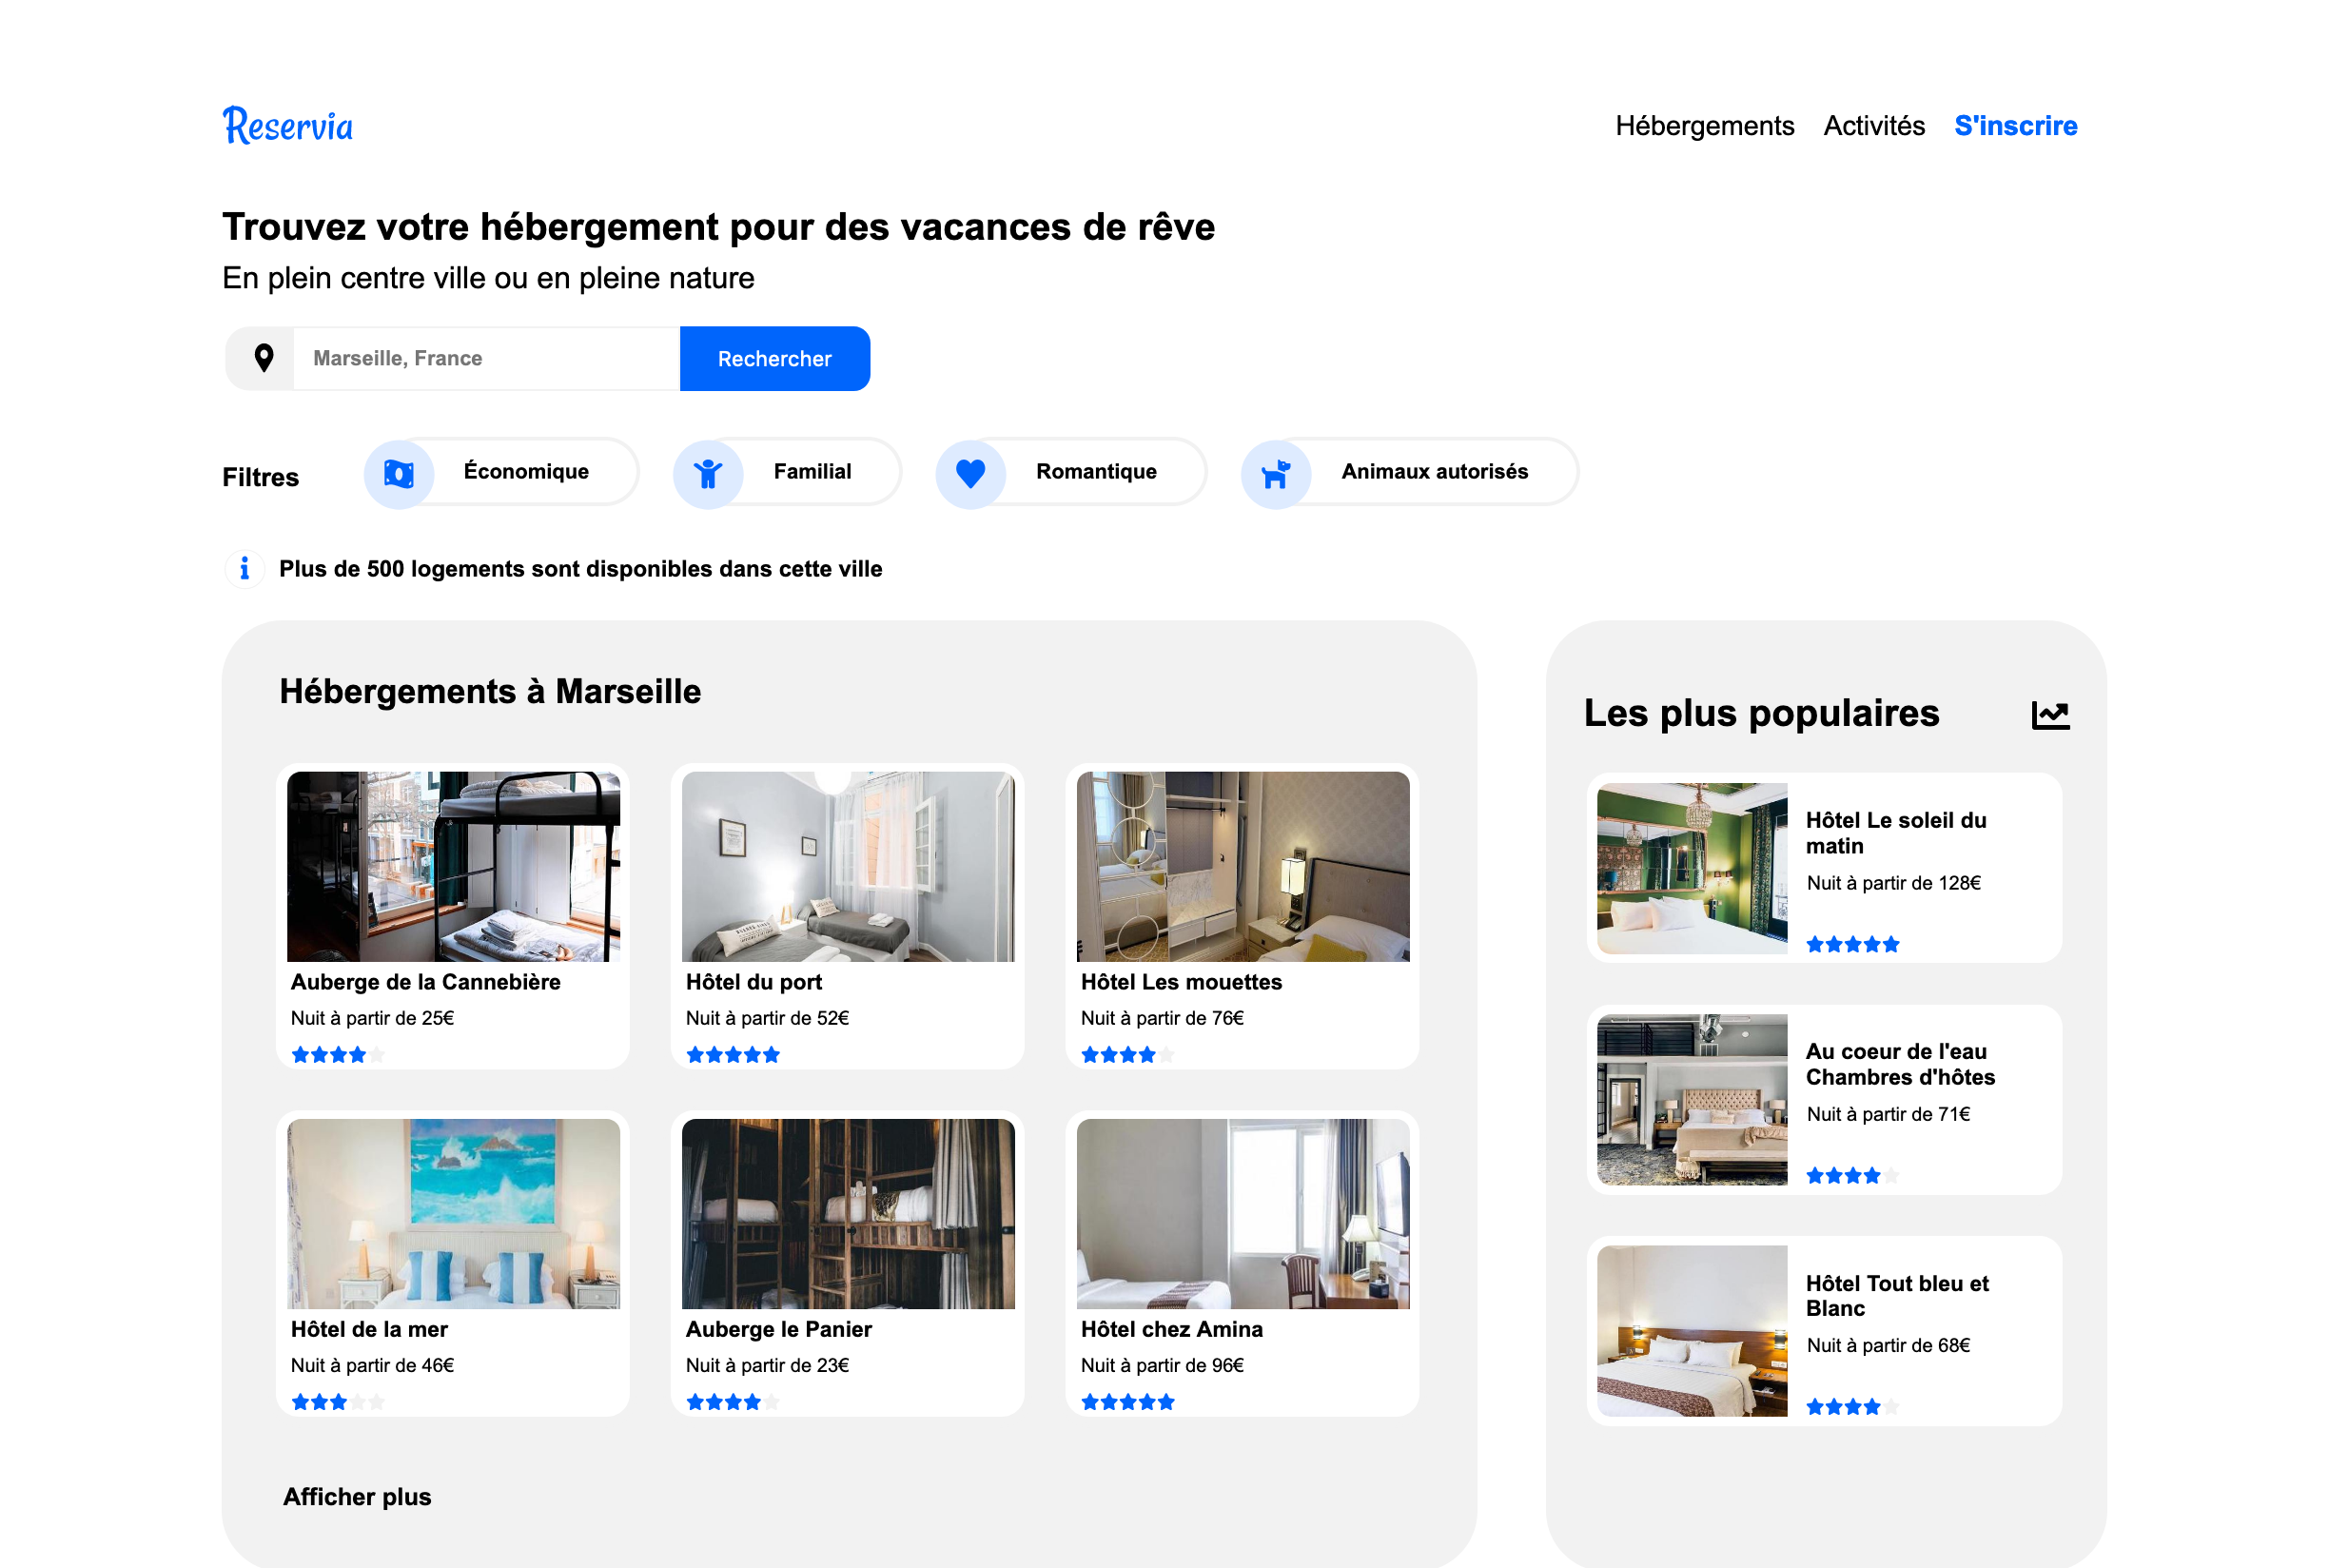 Reservia
Hébergements Activités S'inscrire
Trouvez votre hébergement pour des vacances de rêve
En plein centre ville ou en pleine nature
Marseille, France
Rechercher
Filtres
Économique
Familial
Romantique
Animaux autorisés
Plus de 500 logements sont disponibles dans cette ville
Hébergements à Marseille
Auberge de la Cannebière
Nuit à partir de 25€
Hôtel du port
Nuit à partir de 52€
Hôtel Les mouettes
Nuit à partir de 76€
Hôtel de la mer
Nuit à partir de 46€
Auberge le Panier
Nuit à partir de 23€
Hôtel chez Amina
Nuit à partir de 96€
Afficher plus
Les plus populaires
Hôtel Le soleil du
matin
Nuit à partir de 128€
Au coeur de l'eau
Chambres d'hôtes
Nuit à partir de 71€
Hôtel Tout bleu et
Blanc
Nuit à partir de 68€